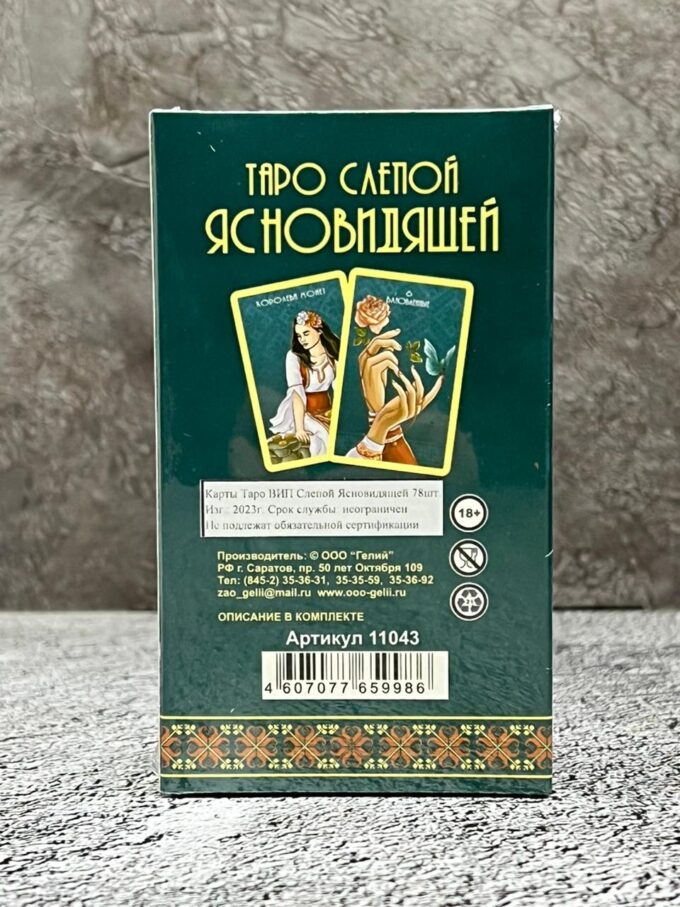 ТАРО СЛЕПОЙ
ЯСНОВИДЯЩЕЙ
КОРОЛЕВА МОНЕТ
6
ВЛЮБЛЕННЫЕ
Карты Таро ВИП Слепой Ясновидящей 78шт.
Изг.: 2023г. Срок службы неограничен
Не подлежат обязательной сертификации
18+
Производитель: © ООО "Гелий"
РФ г. Саратов, пр. 50 лет Октября 109
Тел: (845-2) 35-36-31, 35-35-59, 35-36-92
zao_gelii@mail.ru www.ooo-gelii.ru
ОПИСАНИЕ В КОМПЛЕКТЕ
Артикул 11043
4 607077 659986